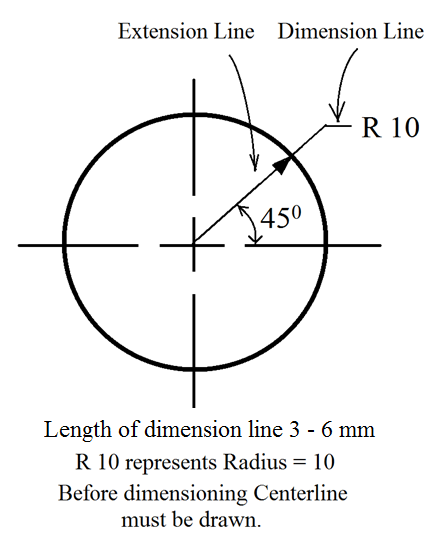 Extension Line Dimension Line
R 10
45⁰
Length of dimension line 3 - 6 mm
R 10 represents Radius = 10
Before dimensioning Centerline
must be drawn.